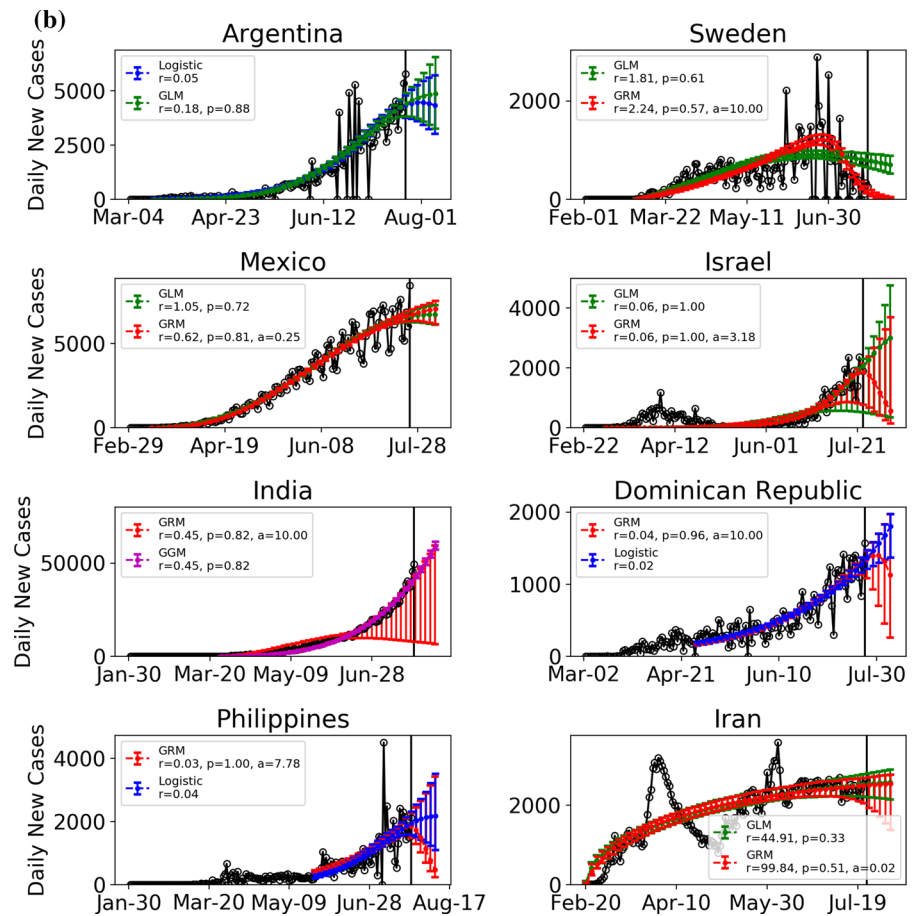 (b)
Argentina
Daily New Cases
5000
2500
0
Logistic
r=0.05
GLM
r=0.18, p=0.88
Mar-04 Apr-23 Jun-12 Aug-01
Sweden
2000
0
GLM
r=1.81, p=0.61
GRM
r=2.24, p=0.57, a=10.00
Feb-01 Mar-22 May-11 Jun-30
Mexico
Daily New Cases
5000
0
GLM
r=1.05, p=0.72
GRM
r=0.62, p=0.81, a=0.25
Feb-29 Apr-19 Jun-08 Jul-28
Israel
4000
2000
0
GLM
r=0.06, p=1.00
GRM
r=0.06, p=1.00, a=3.18
Feb-22 Apr-12 Jun-01 Jul-21
India
Daily New Cases
50000
0
GRM
r=0.45, p=0.82, a=10.00
GGM
r=0.45, p=0.82
Jan-30 Mar-20 May-09 Jun-28
Dominican Republic
2000
1000
0
GRM
r=0.04, p=0.96, a=10.00
Logistic
r=0.02
Mar-02 Apr-21 Jun-10 Jul-30
Philippines
Daily New Cases
4000
2000
0
GRM
r=0.03, p=1.00, a=7.78
Logistic
r=0.04
Jan-30 Mar-20 May-09 Jun-28 Aug-17
Iran
2000
0
GLM
r=44.91, p=0.33
GRM
r=99.84, p=0.51, a=0.02
Feb-20 Apr-10 May-30 Jul-19